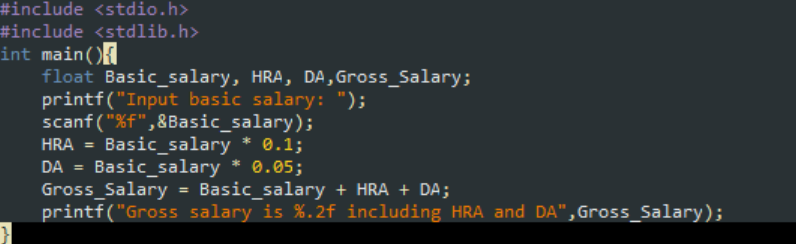 #include <stdio.h>
#include <stdlib.h>
int main(){
    float Basic_salary, HRA, DA,Gross_Salary;
    printf("Input basic salary: ");
    scanf("%f",&Basic_salary);
    HRA = Basic_salary * 0.1;
    DA = Basic_salary * 0.05;
    Gross_Salary = Basic_salary + HRA + DA;
    printf("Gross salary is %.2f including HRA and DA",Gross_Salary);
}